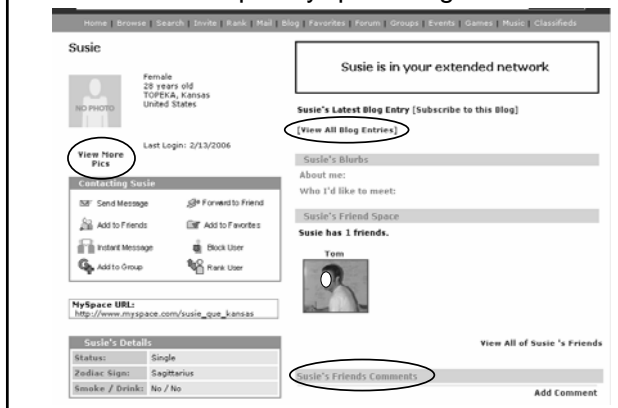 Home | Browse | Search | Invite | Rank | Mail | Blog | Favorites | Forum | Groups | Events | Games | Music | Classifieds
Susie
NO PHOTO
Female
28 years old
TOPEKA, Kansas
United States
Last Login: 2/13/2006
View More
Pics
Contacting Susie
Send Message
Forward to Friend
Add to Friends
Add to Favorites
Instant Message
Block User
Add to Group
Rank User
MySpace URL:
http://www.myspace.com/susie_que_kansas
Susie's Details
Status: Single
Zodiac Sign: Sagittarius
Smoke / Drink: No / No
Susie is in your extended network
Susie's Latest Blog Entry [Subscribe to this Blog]
[View All Blog Entries]
Susie's Blurbs
About me:
Who I'd like to meet:
Susie's Friend Space
Susie has 1 friends.
Tom
View All of Susie 's Friends
Susie's Friends Comments
Add Comment